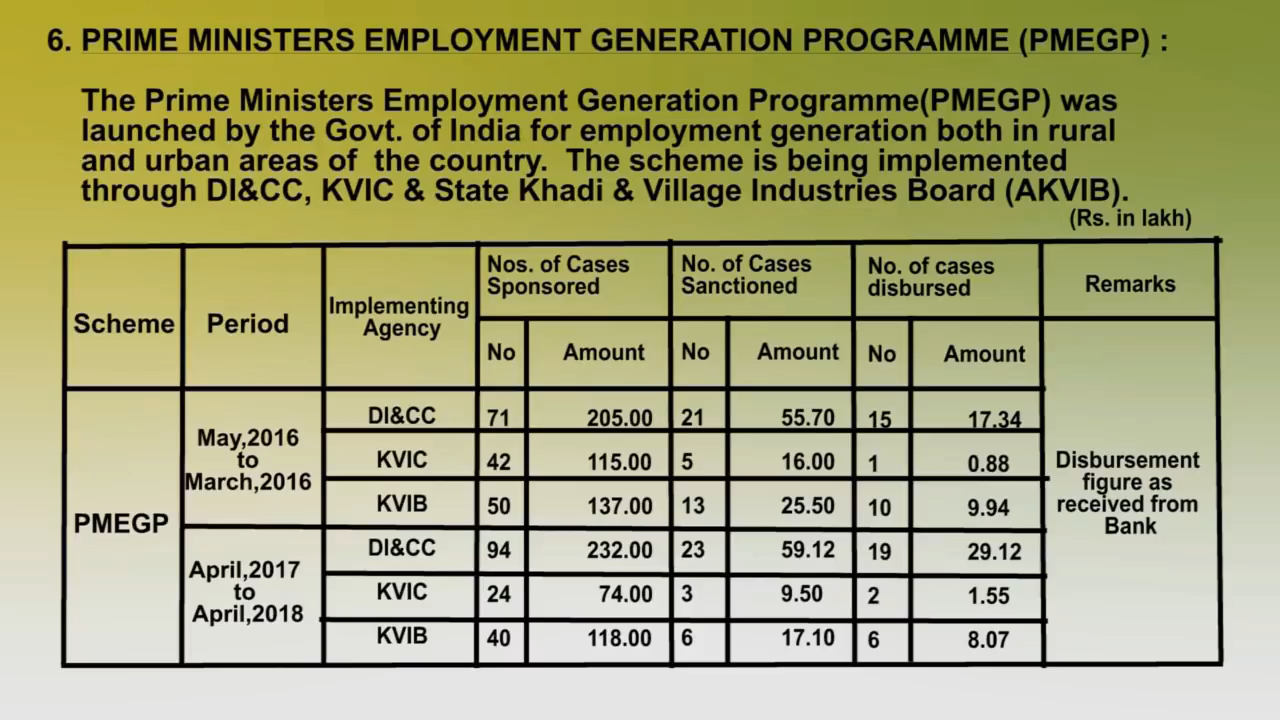 6. PRIME MINISTERS EMPLOYMENT GENERATION PROGRAMME (PMEGP) :
The Prime Ministers Employment Generation Programme(PMEGP) was
launched by the Govt. of India for employment generation both in rural
and urban areas of the country. The scheme is being implemented
through DI&CC, KVIC & State Khadi & Village Industries Board (AKVIB).
(Rs. in lakh)
Scheme Period Implementing Agency Nos. of Cases Sponsored No. of Cases Sanctioned No. of cases disbursed Remarks
No Amount No Amount No Amount
PMEGP
May,2016
to
March,2016
DI&CC 71 205.00 21 55.70 15 17.34
KVIC 42 115.00 5 16.00 1 0.88
KVIB 50 137.00 13 25.50 10 9.94
April,2017
to
April,2018
DI&CC 94 232.00 23 59.12 19 29.12
KVIC 24 74.00 3 9.50 2 1.55
KVIB 40 118.00 6 17.10 6 8.07
Disbursement
figure as
received from
Bank